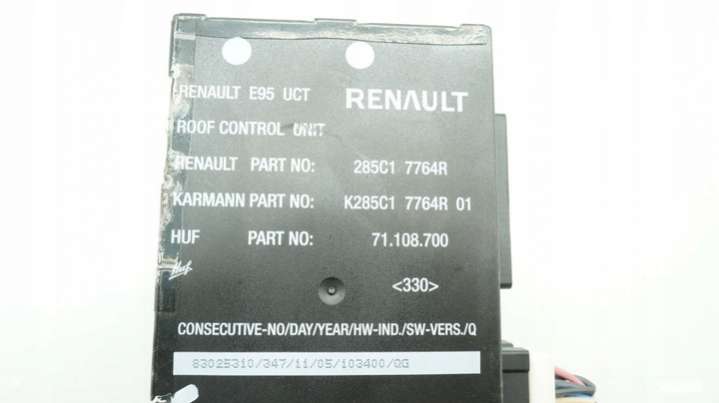 RENAULT E95 UCT RENAULT
ROOF CONTROL UNIT
RENAULT PART NO: 285C1 7764R
KARMANN PART NO: K285C1 7764R 01
HUF PART NO: 71.108.700
Huf
<330>
CONSECUTIVE-NO/DAY/YEAR/HW-IND./SW-VERS./Q
83025310/347/11/05/103400/QG